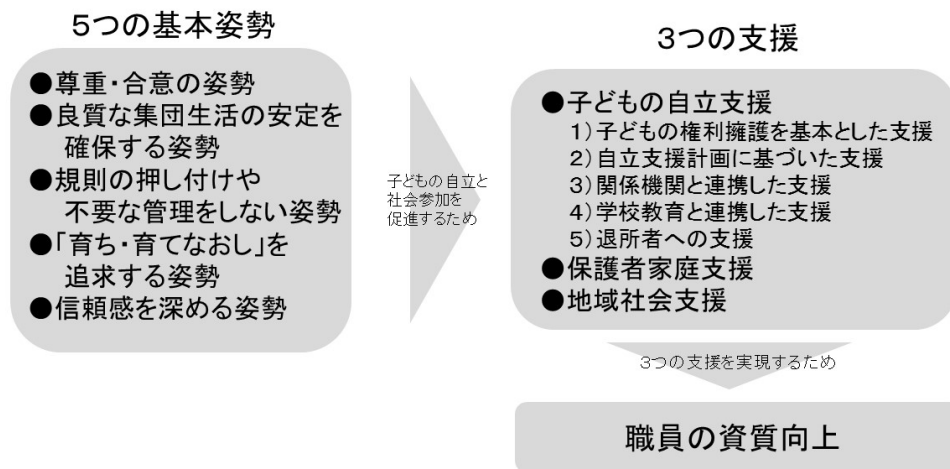 5つの基本姿勢
●尊重・合意の姿勢
●良質な集団生活の安定を
確保する姿勢
●規則の押し付けや
不要な管理をしない姿勢
●「育ち・育てなおし」を
追求する姿勢
●信頼感を深める姿勢
子どもの自立と
社会参加を
促進するため
3つの支援
●子どもの自立支援
1)子どもの権利擁護を基本とした支援
2)自立支援計画に基づいた支援
3)関係機関と連携した支援
4)学校教育と連携した支援
5)退所者への支援
●保護者家庭支援
●地域社会支援
3つの支援を実現するため
職員の資質向上